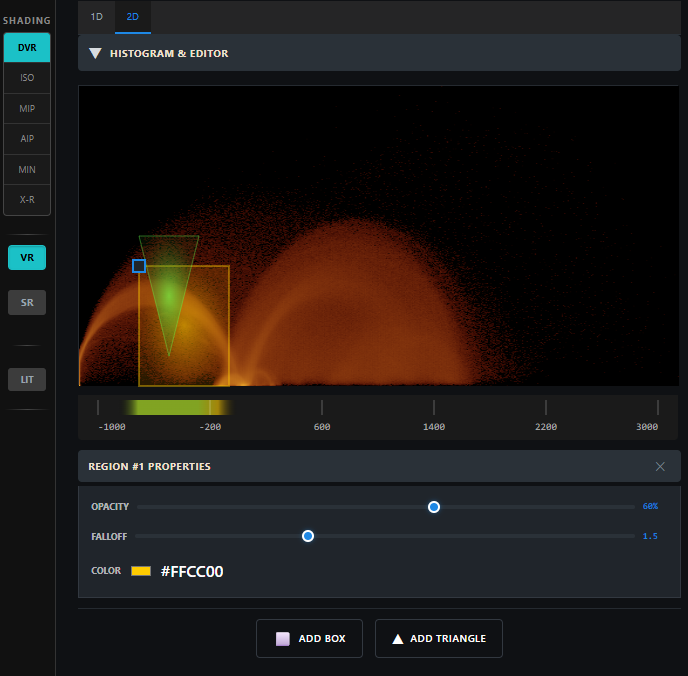 SHADING
DVR
ISO
MIP
AIP
MIN
X-R
VR
SR
LIT
1D 2D
HISTOGRAM & EDITOR
-1000 -200 600 1400 2200 3000
REGION #1 PROPERTIES
OPACITY 60%
FALLOFF 1.5
COLOR #FFCC00
ADD BOX ADD TRIANGLE